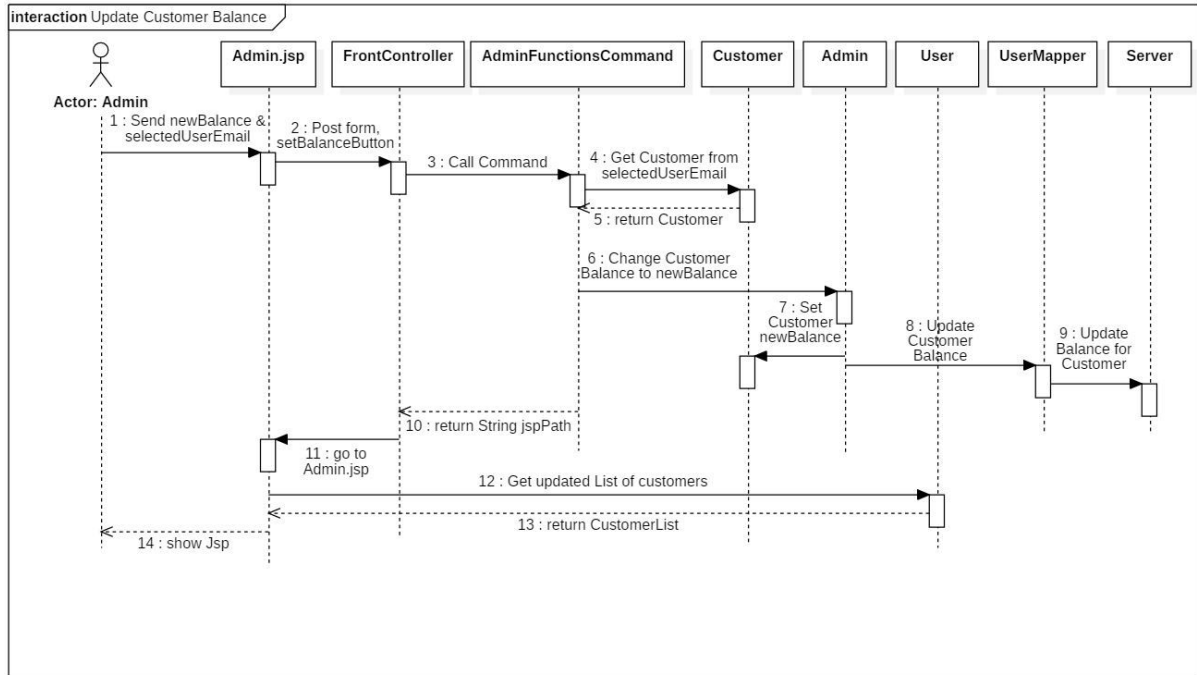 interaction Update Customer Balance
Admin.jsp
FrontController
AdminFunctionsCommand
Customer
Admin
User
UserMapper
Server
Actor: Admin
1 : Send newBalance &
selectedUserEmail
2 : Post form,
setBalanceButton
3 : Call Command
4 : Get Customer from
selectedUserEmail
5 : return Customer
6 : Change Customer
Balance to newBalance
7 : Set
Customer
newBalance
8 : Update
Customer
Balance
9 : Update
Balance for
Customer
10 : return String jspPath
11 : go to
Admin.jsp
12 : Get updated List of customers
13 : return CustomerList
14 : show Jsp